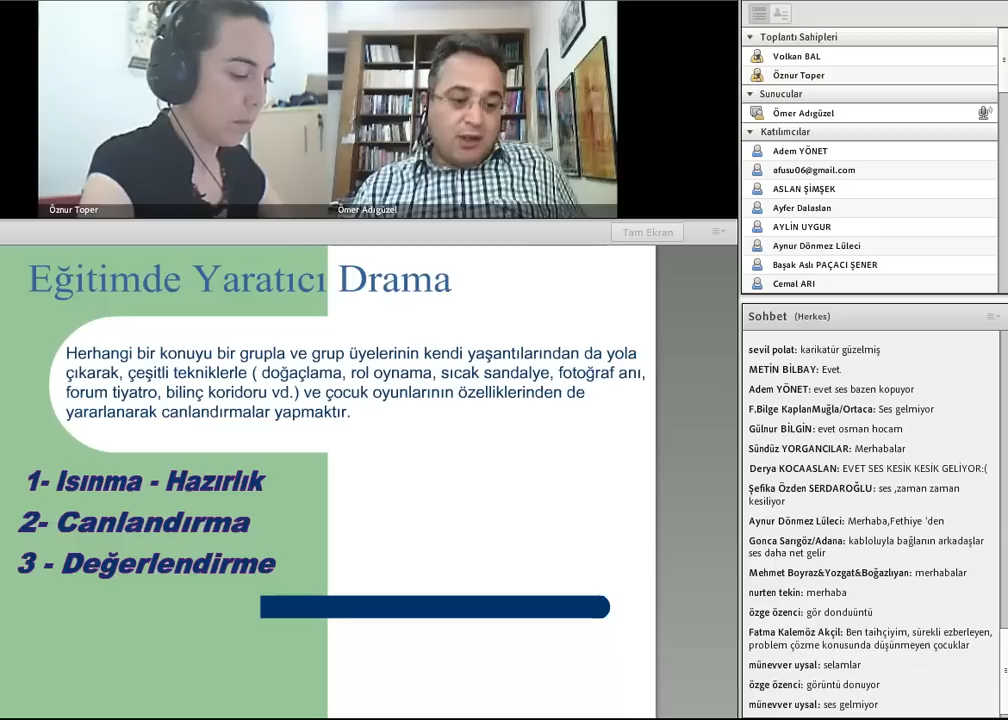 Öznur Toper
Ömer Adıgüzel
Tam Ekran
Eğitimde Yaratıcı Drama
Herhangi bir konuyu bir grupla ve grup üyelerinin kendi yaşantılarından da yola
çıkarak, çeşitli tekniklerle ( doğaçlama, rol oynama, sıcak sandalye, fotoğraf anı,
forum tiyatro, bilinç koridoru vd.) ve çocuk oyunlarının özelliklerinden de
yararlanarak canlandırmalar yapmaktır.
1- Isınma - Hazırlık
2- Canlandırma
3 - Değerlendirme
Toplantı Sahipleri
Volkan BAL
Öznur Toper
Sunucular
Ömer Adıgüzel
Katılımcılar
Adem YÖNET
afusu06@gmail.com
ASLAN ŞİMŞEK
Ayfer Dalaslan
AYLİN UYGUR
Aynur Dönmez Lüleci
Başak Aslı PAÇACI ŞENER
Cemal ARI
Sohbet (Herkes)
sevil polat: karikatür güzelmiş
METİN BİLBAY: Evet.
Adem YÖNET: evet ses bazen kopuyor
F.Bilge KaplanMuğla/Ortaca: Ses gelmiyor
Gülnur BİLGİN: evet osman hocam
Sündüz YORGANCILAR: Merhabalar
Derya KOCAASLAN: EVET SES KESİK KESİK GELİYOR:(
Şefika Özden SERDAROĞLU: ses ,zaman zaman
kesiliyor
Aynur Dönmez Lüleci: Merhaba,Fethiye 'den
Gonca Sarıgöz/Adana: kabloluyla bağlanın arkadaşlar
ses daha net gelir
Mehmet Boyraz&Yozgat&Boğazlıyan: merhabalar
nurten tekin: merhaba
özge özenci: gör donduüntü
Fatma Kalemöz Akçil: Ben taihçiyim, sürekli ezberleyen,
problem çözme konusunda düşünmeyen çocuklar
münevver uysal: selamlar
özge özenci: görüntü donuyor
münevver uysal: ses gelmiyor